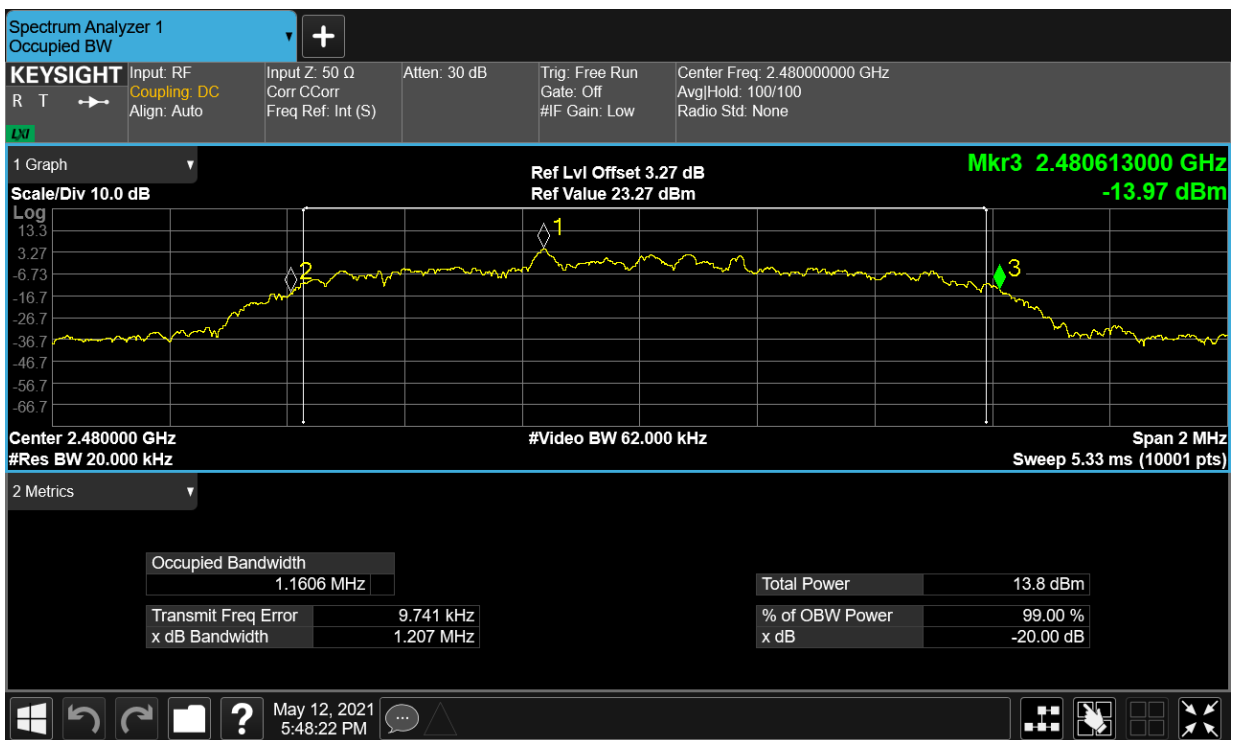 Spectrum Analyzer 1
Occupied BW
▼
+
KEYSIGHT
R T
LXI
Input: RF
Coupling: DC
Align: Auto
Input Z: 50 Ω
Corr CCorr
Freq Ref: Int (S)
Atten: 30 dB
Trig: Free Run
Gate: Off
#IF Gain: Low
Center Freq: 2.480000000 GHz
Avg|Hold: 100/100
Radio Std: None
1 Graph ▼
Scale/Div 10.0 dB
Ref Lvl Offset 3.27 dB
Ref Value 23.27 dBm
Mkr3 2.480613000 GHz
-13.97 dBm
Log
13.3
3.27
-6.73
-16.7
-26.7
-36.7
-46.7
-56.7
-66.7
1
2
3
Center 2.480000 GHz
#Res BW 20.000 kHz
#Video BW 62.000 kHz
Span 2 MHz
Sweep 5.33 ms (10001 pts)
2 Metrics ▼
Occupied Bandwidth
1.1606 MHz
Transmit Freq Error 9.741 kHz
x dB Bandwidth 1.207 MHz
Total Power 13.8 dBm
% of OBW Power 99.00 %
x dB -20.00 dB
?
May 12, 2021
5:48:22 PM